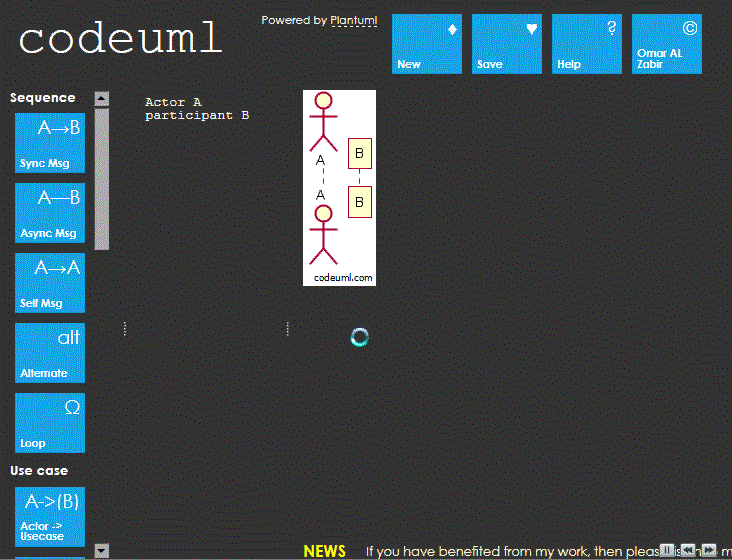 codeuml
Powered by Plantuml
♦
New
♥
Save
?
Help
©
Omar AL
Zabir
Sequence
A→B
Sync Msg
A—B
Async Msg
A→A
Self Msg
alt
Alternate
Ω
Loop
Use case
A->(B)
Actor ->
Usecase
Actor A
participant B
A
B
A
B
codeuml.com
NEWS If you have benefited from my work, then pleas